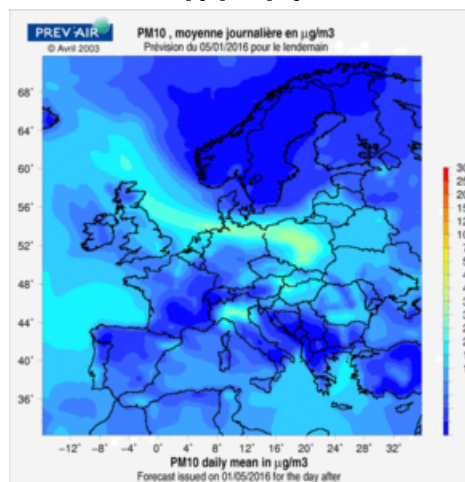 PREV'AIR
© Avril 2003
PM10 , moyenne journalière en µg/m3
Prévision du 05/01/2016 pour le lendemain
68°
64°
60°
56°
52°
48°
44°
40°
36°
−12° −8° −4° 0° 4° 8° 12° 16° 20° 24° 28° 32°
PM10 daily mean in µg/m3
Forecast issued on 01/05/2016 for the day after